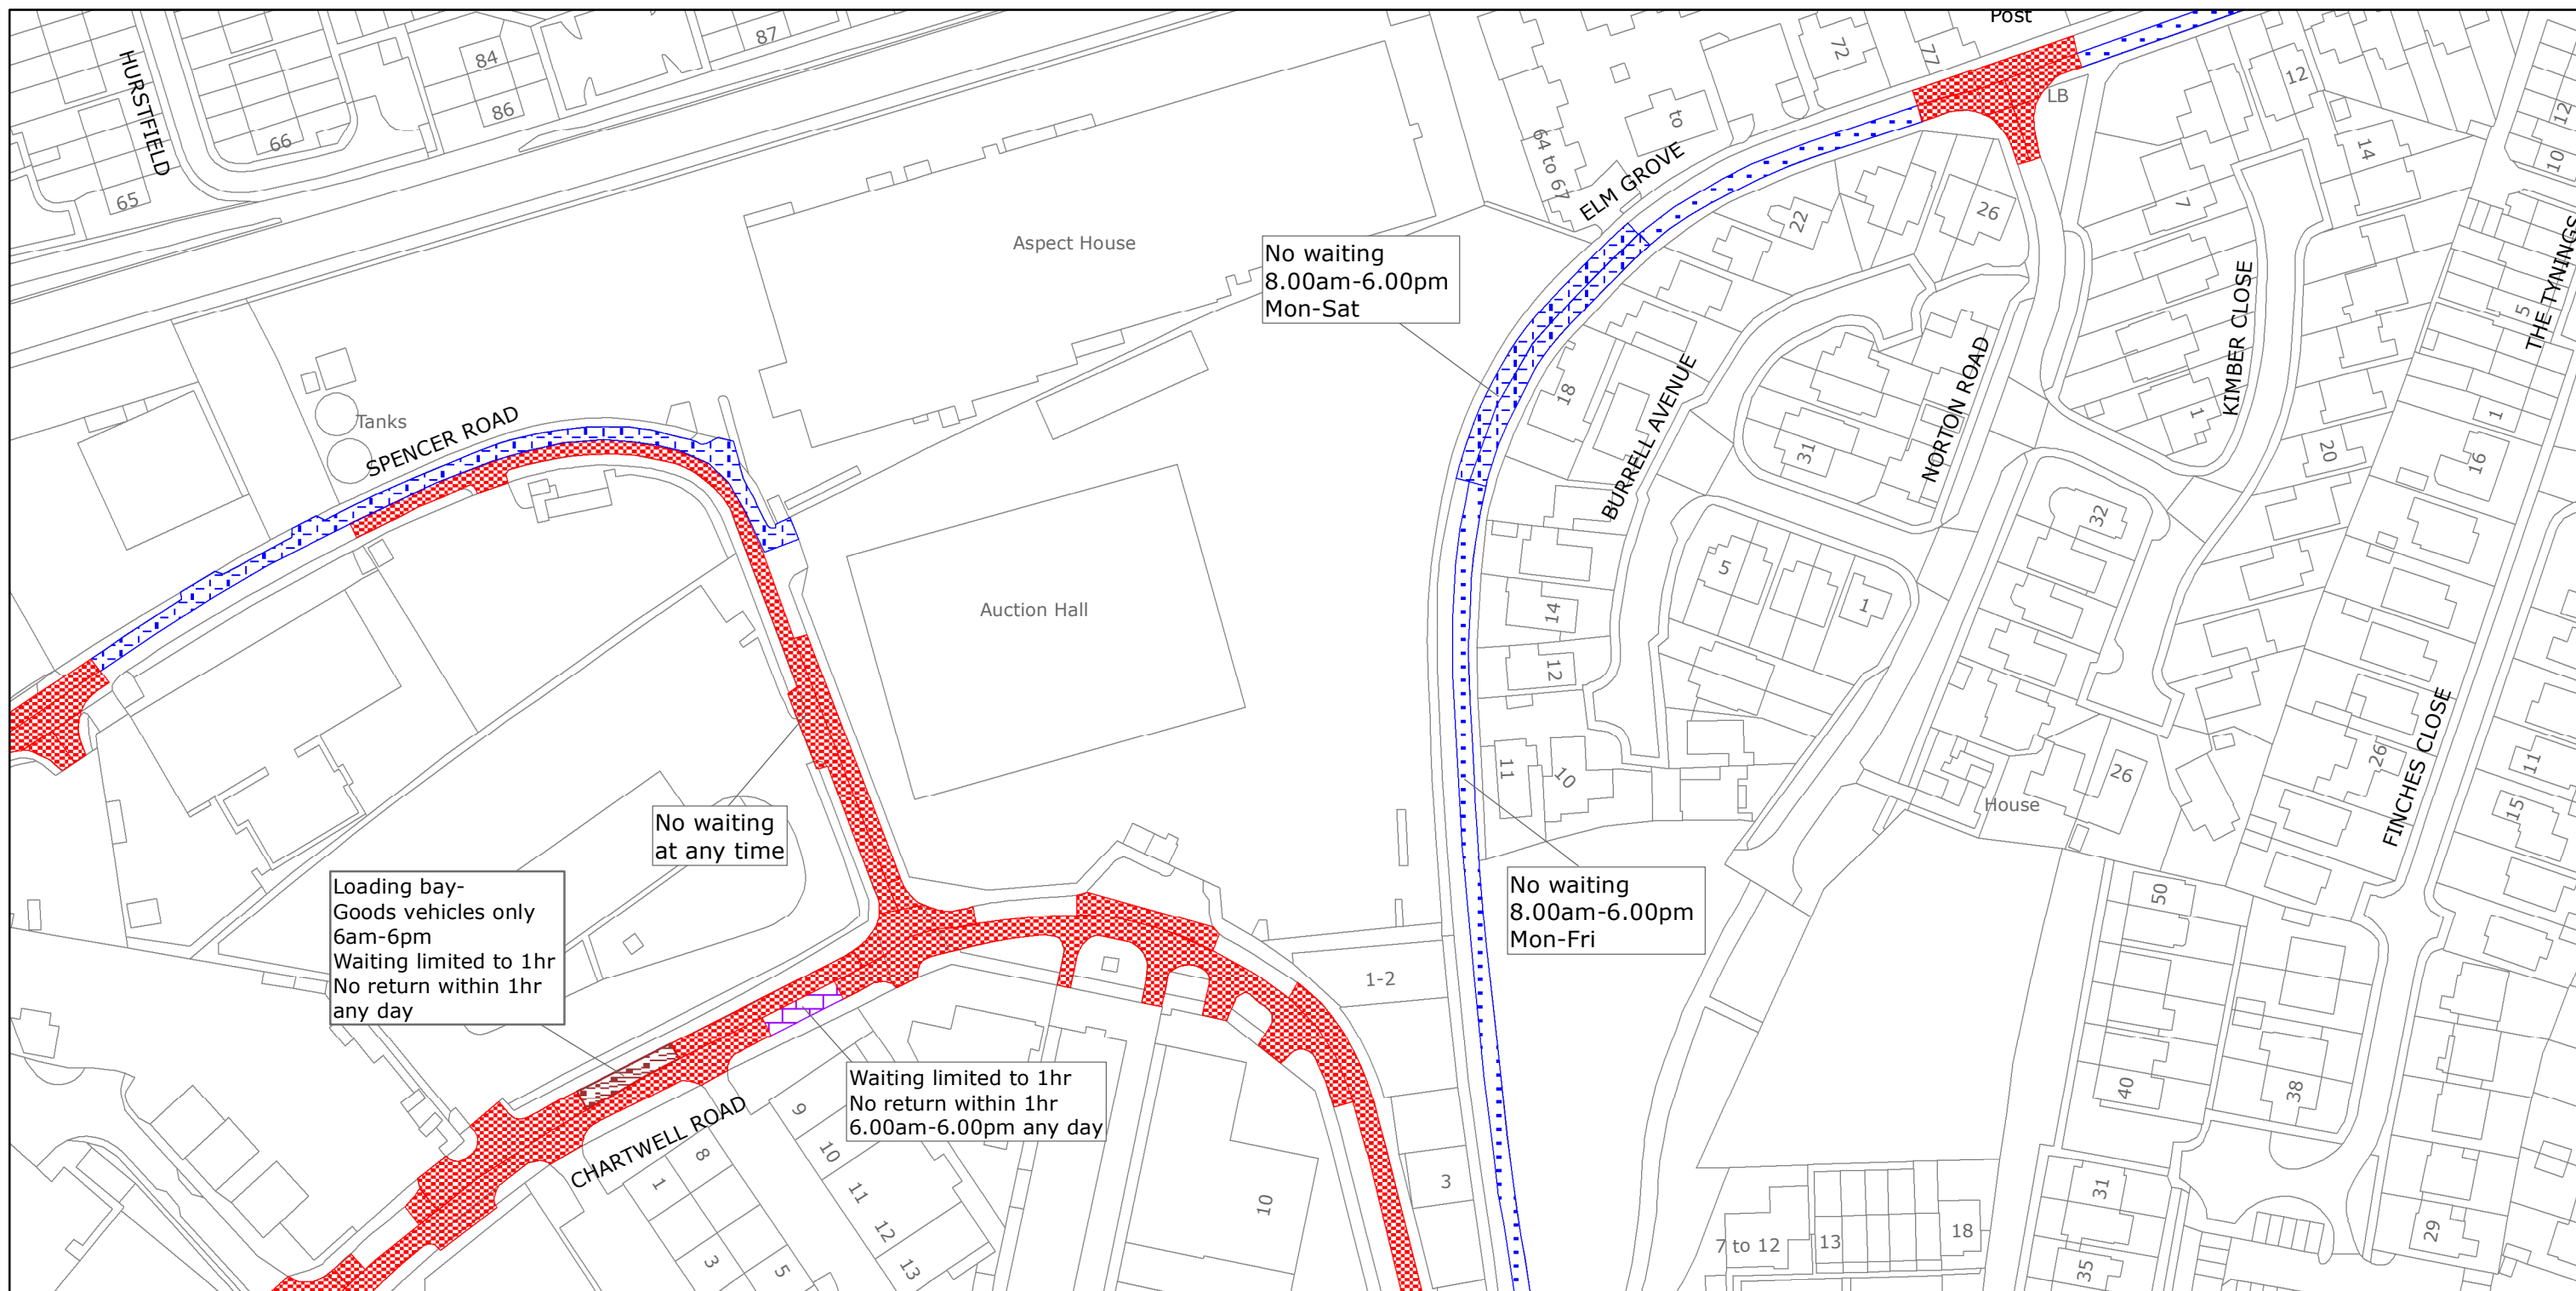 Post
HURSTFIELD
84
87
86
66
65
72
77
to
64 to 67
ELM GROVE
LB
12
12
10
14
7
26
22
Aspect House
No waiting
8.00am-6.00pm
Mon-Sat
THE TYNINGS
5
KIMBER CLOSE
1
1
20
16
NORTON ROAD
BURRELL AVENUE
18
31
32
Tanks
SPENCER ROAD
Auction Hall
5
1
14
12
11
10
No waiting
at any time
Loading bay-
Goods vehicles only
6am-6pm
Waiting limited to 1hr
No return within 1hr
any day
No waiting
8.00am-6.00pm
Mon-Fri
House
26
26
FINCHES CLOSE
11
15
50
1-2
Waiting limited to 1hr
No return within 1hr
6.00am-6.00pm any day
CHARTWELL ROAD
9
10
11
12
13
8
1
3
5
10
3
40
38
31
35
29
7 to 12
13
18